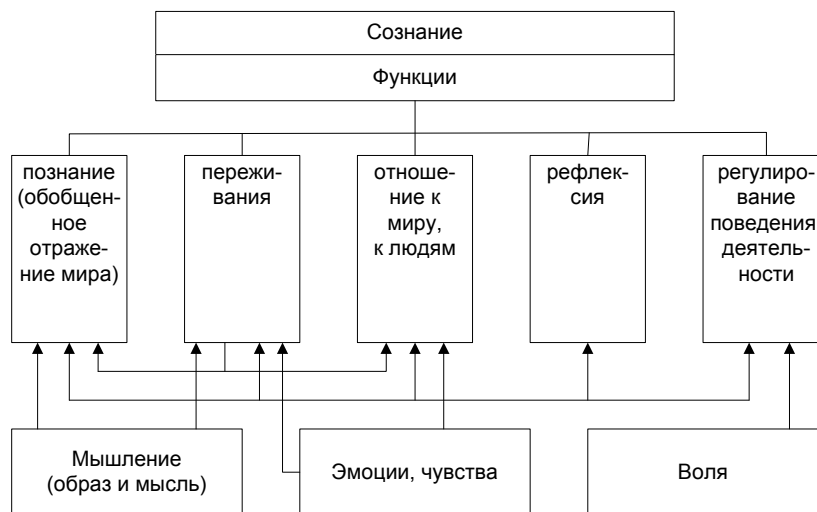 Сознание
Функции
познание
(обобщен-
ное
отраже-
ние мира)
пережи-
вания
отноше-
ние к
миру,
к людям
рефлек-
сия
регулиро-
вание
поведения
деятель-
ности
Мышление
(образ и мысль)
Эмоции, чувства
Воля